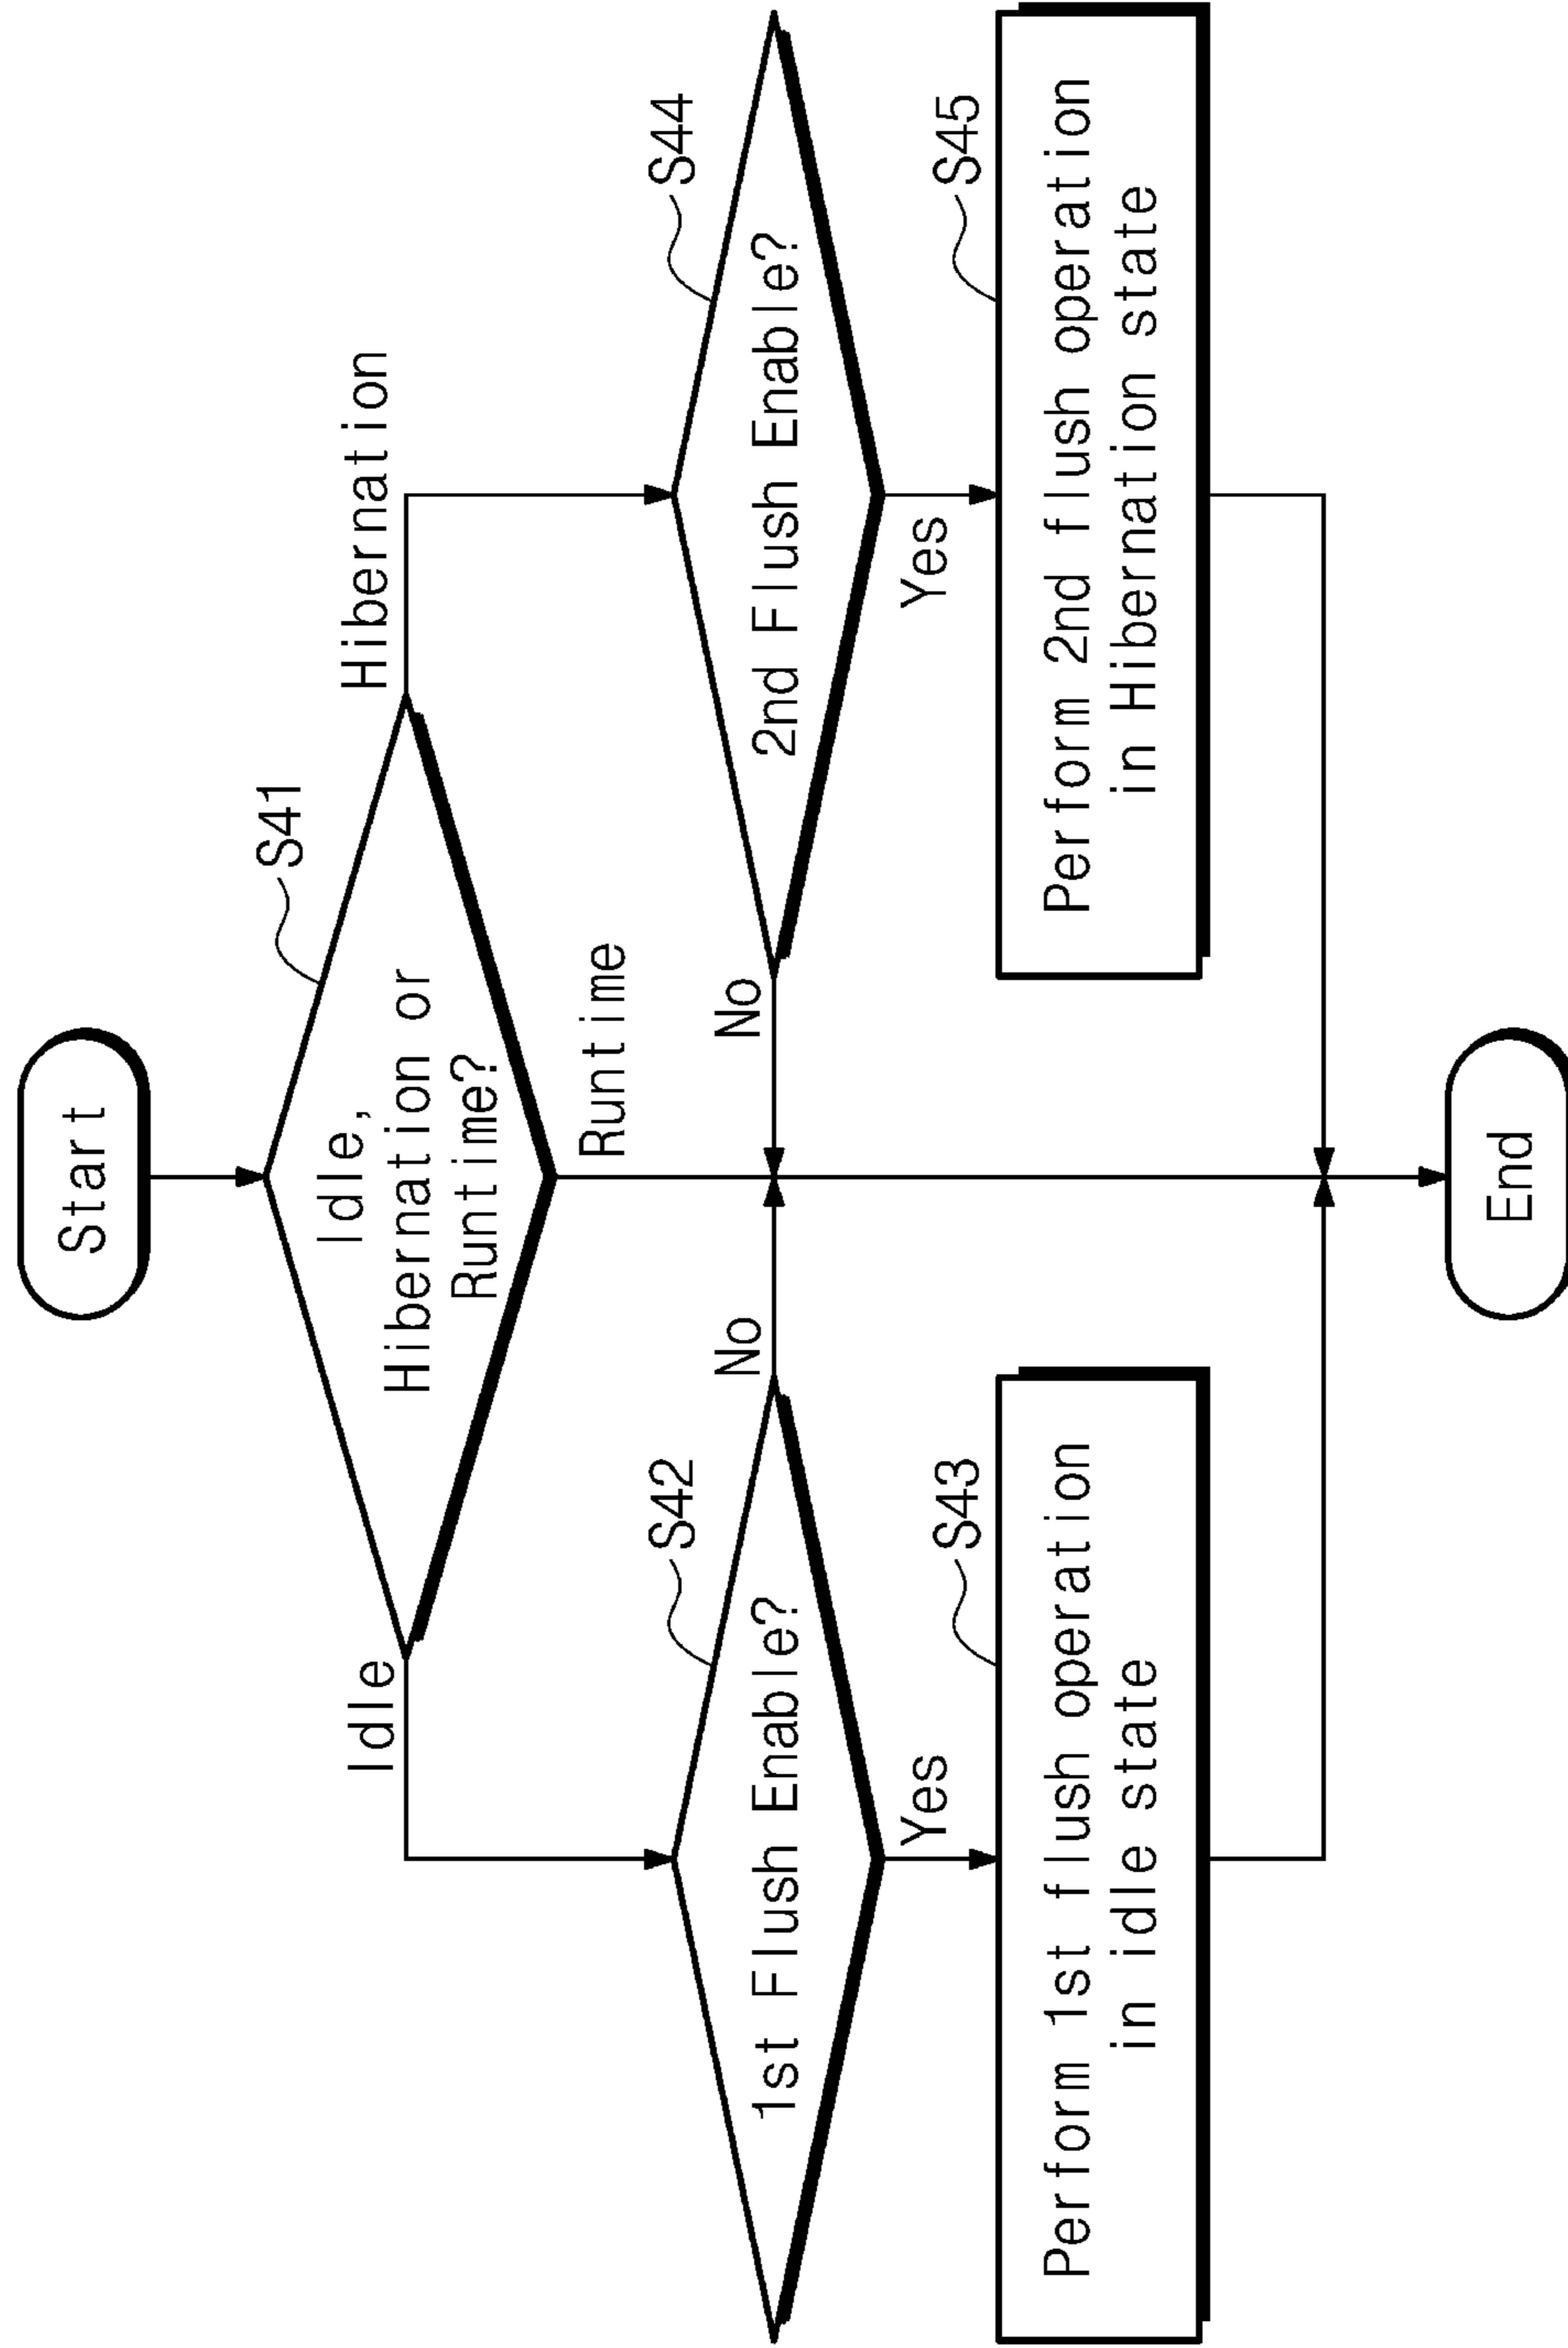 Start
S41
Idle,
Hibernation or
Runtime?
Idle
Hibernation
Runtime
S42
1st Flush Enable?
No
Yes
S44
2nd Flush Enable?
No
Yes
S43
Perform 1st flush operation
in idle state
S45
Perform 2nd flush operation
in Hibernation state
End